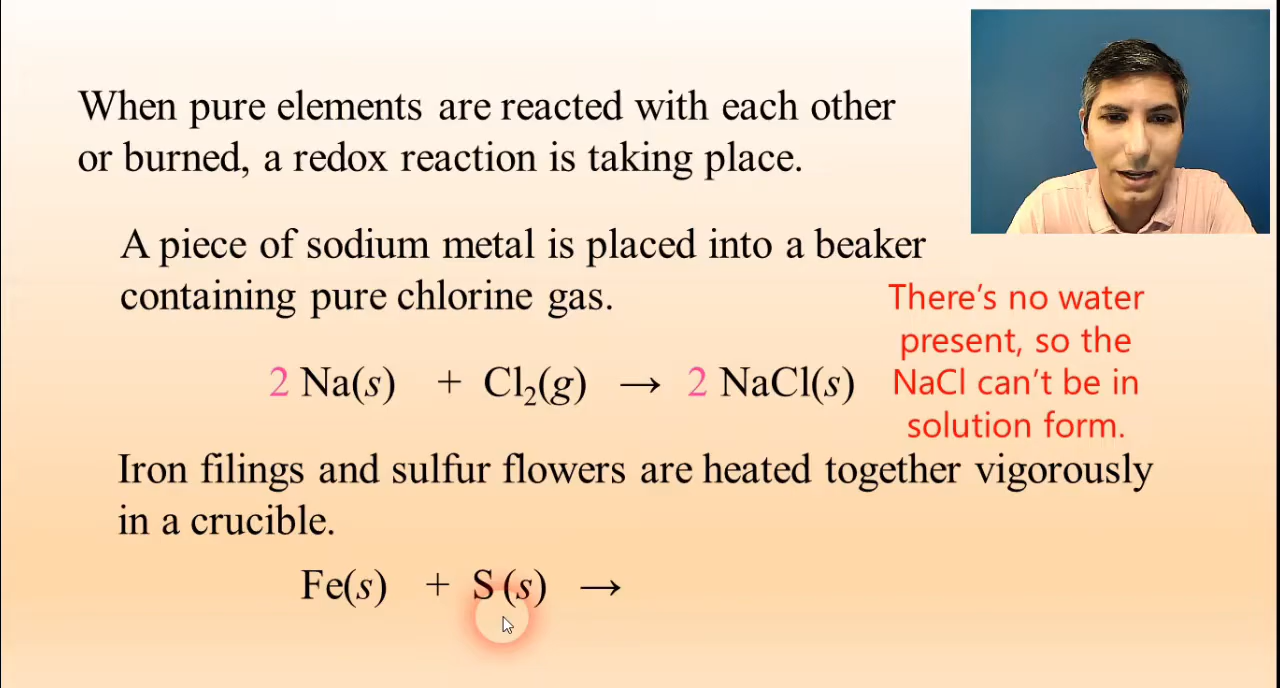 When pure elements are reacted with each other
or burned, a redox reaction is taking place.
A piece of sodium metal is placed into a beaker
containing pure chlorine gas.
2 Na(s) + Cl₂(g) → 2 NaCl(s)
There's no water
present, so the
NaCl can't be in
solution form.
Iron filings and sulfur flowers are heated together vigorously
in a crucible.
Fe(s) + S(s) →